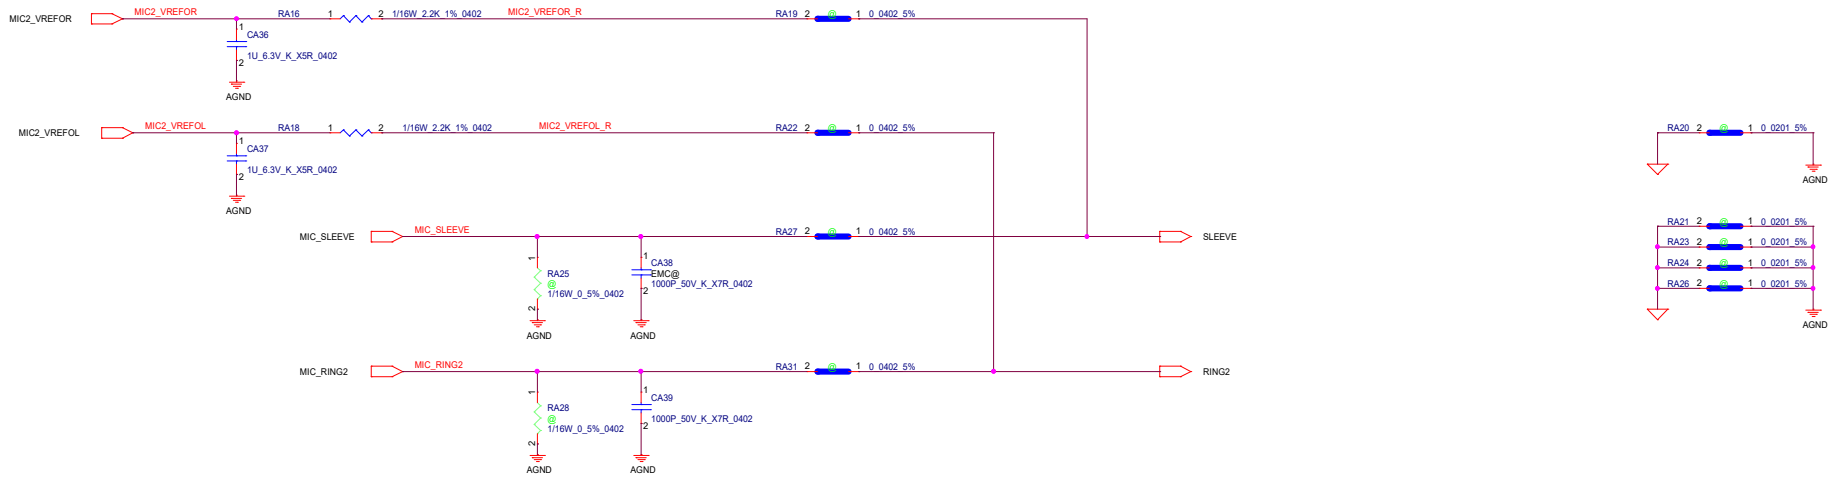 MIC2_VREFOR
MIC2_VREFOR
RA16
1
2
1/16W_2.2K_1%_0402
MIC2_VREFOR_R
RA19
2
@
1
0_0402_5%
1
CA36
1U_6.3V_K_X5R_0402
2
AGND
MIC2_VREFOL
MIC2_VREFOL
RA18
1
2
1/16W_2.2K_1%_0402
MIC2_VREFOL_R
RA22
2
@
1
0_0402_5%
RA20
2
@
1
0_0201_5%
1
CA37
1U_6.3V_K_X5R_0402
2
AGND
AGND
MIC_SLEEVE
MIC_SLEEVE
RA27
2
@
1
0_0402_5%
SLEEVE
RA21
2
@
1
0_0201_5%
RA23
2
@
1
0_0201_5%
RA24
2
@
1
0_0201_5%
RA26
2
@
1
0_0201_5%
AGND
1
RA25
@
1/16W_0_5%_0402
2
AGND
1
CA38
EMC@
1000P_50V_K_X7R_0402
2
AGND
MIC_RING2
MIC_RING2
RA31
2
@
1
0_0402_5%
RING2
1
RA28
@
1/16W_0_5%_0402
2
AGND
1
CA39
1000P_50V_K_X7R_0402
2
AGND